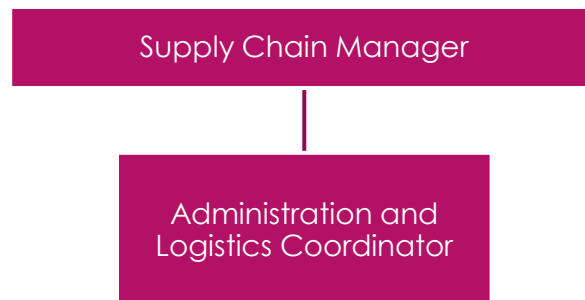 Supply Chain Manager
Administration and
Logistics Coordinator